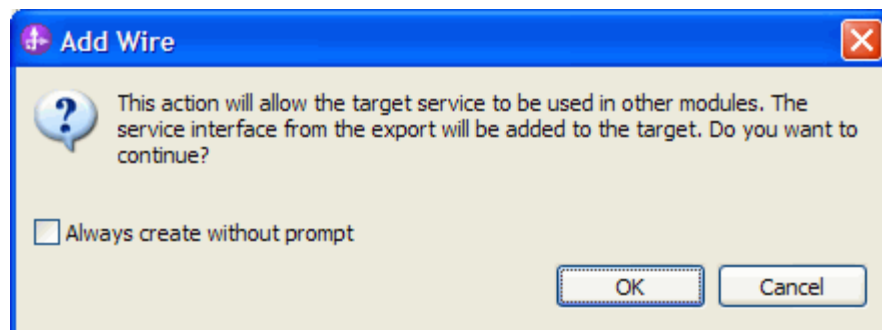 Add Wire
This action will allow the target service to be used in other modules. The
service interface from the export will be added to the target. Do you want to
continue?
Always create without prompt
OK
Cancel